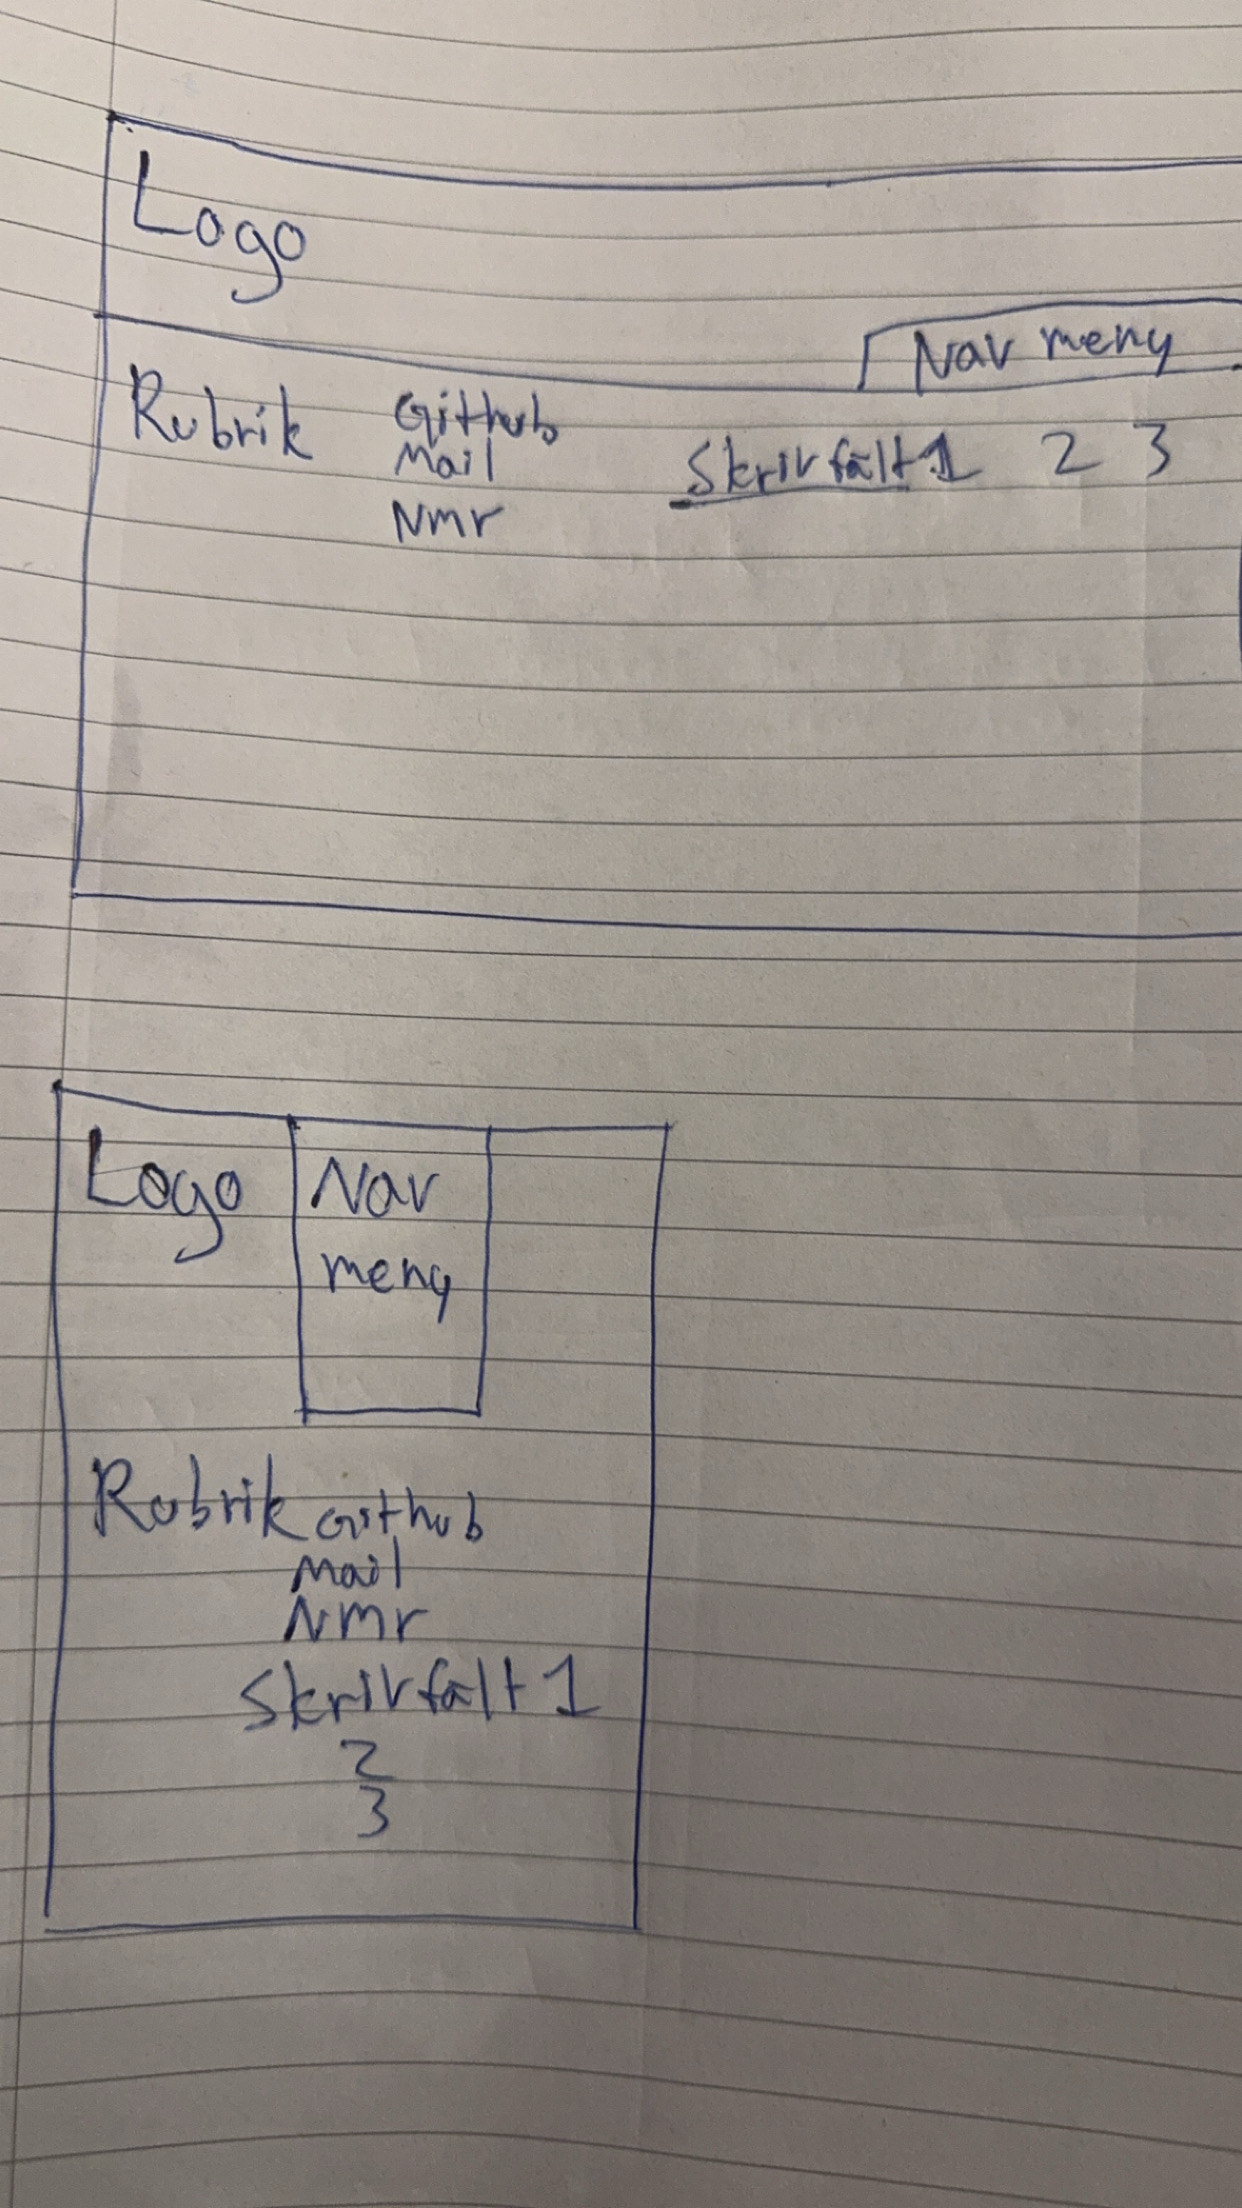 Logo
Nav meny
Rubrik
Github
Mail
Nmr
Skrivfält 1 2 3
Logo
Nav
meny
Rubrik Github
Mail
Nmr
Skrivfält 1
2
3